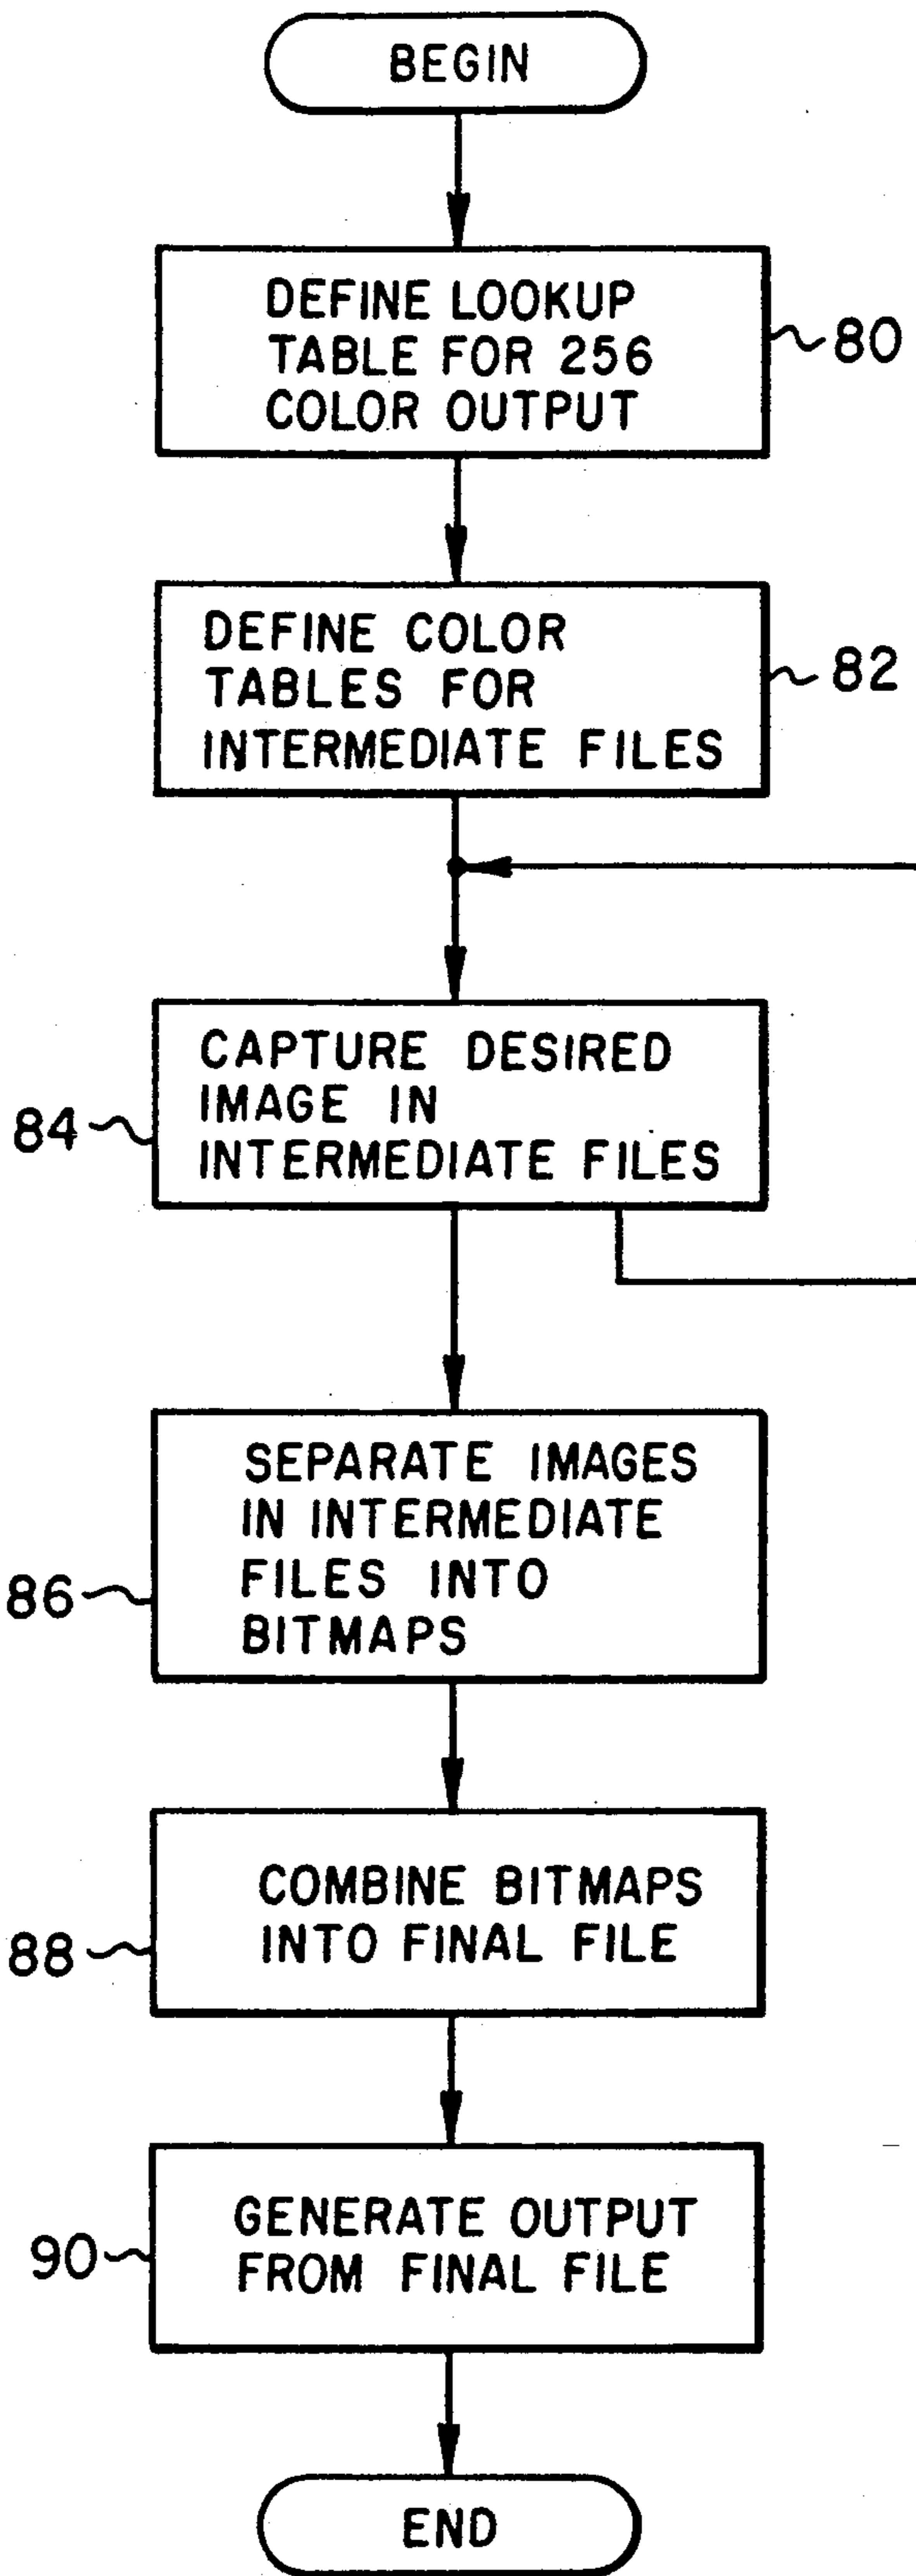 BEGIN
DEFINE LOOKUP
TABLE FOR 256
COLOR OUTPUT
80
DEFINE COLOR
TABLES FOR
INTERMEDIATE FILES
82
CAPTURE DESIRED
IMAGE IN
INTERMEDIATE FILES
84
SEPARATE IMAGES
IN INTERMEDIATE
FILES INTO
BITMAPS
86
COMBINE BITMAPS
INTO FINAL FILE
88
GENERATE OUTPUT
FROM FINAL FILE
90
END